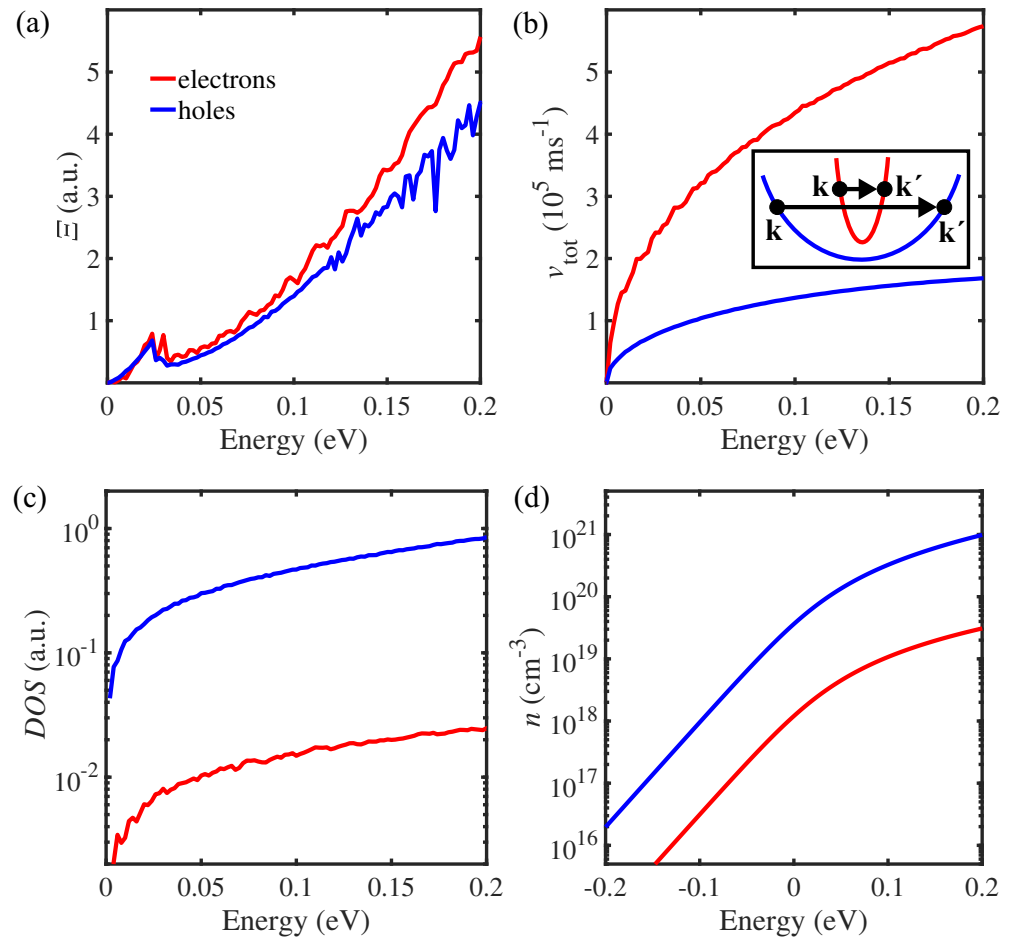 (a)
electrons
holes
Ξ (a.u.)
5
4
3
2
1
0
0.05
0.1
0.15
0.2
Energy (eV)
(b)
v_tot (10^5 ms^-1)
5
4
3
2
1
k
k´
k
k´
0
0.05
0.1
0.15
0.2
Energy (eV)
(c)
DOS (a.u.)
10^0
10^-1
10^-2
0
0.05
0.1
0.15
0.2
Energy (eV)
(d)
n (cm^-3)
10^21
10^20
10^19
10^18
10^17
10^16
-0.2
-0.1
0
0.1
0.2
Energy (eV)